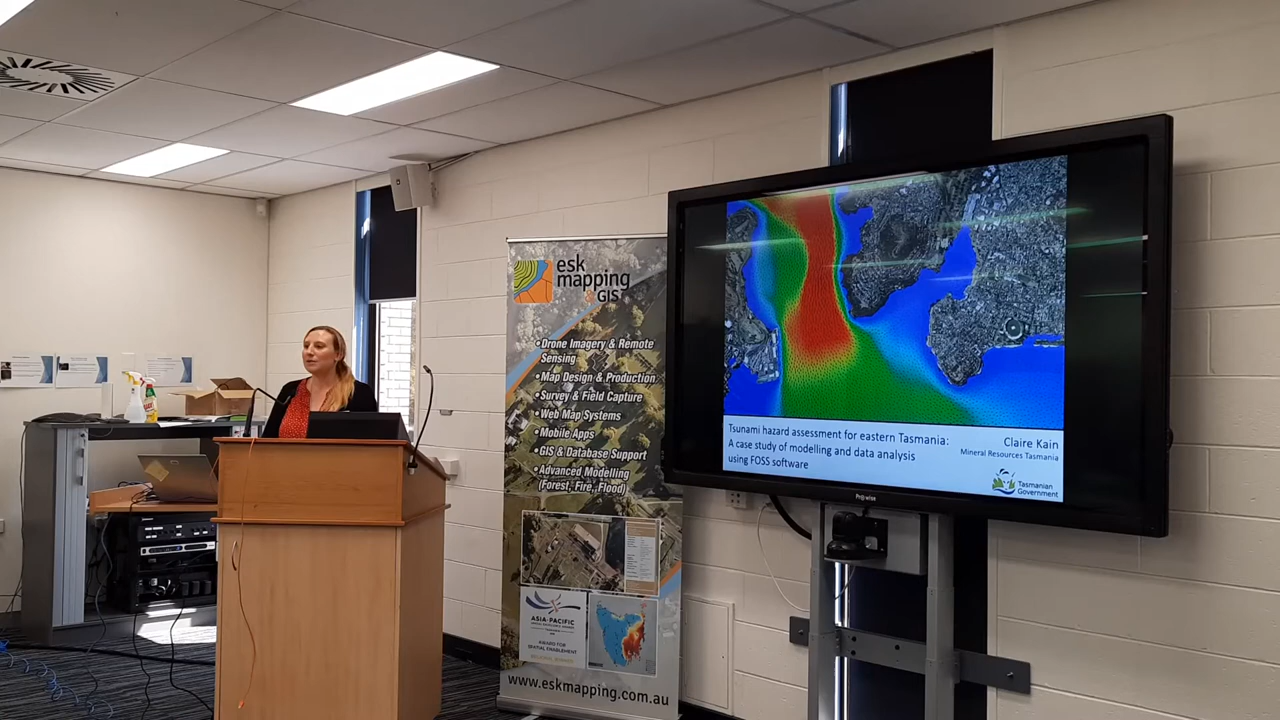 esk
mapping
& GIS
• Drone Imagery & Remote
Sensing
• Map Design & Production
• Survey & Field Capture
• Web Map Systems
• Mobile Apps
• GIS & Database Support
• Advanced Modelling
(Forest, Fire, Flood)
ASIA-PACIFIC
AWARD FOR
SPATIAL ENABLEMENT
www.eskmapping.com.au
Tsunami hazard assessment for eastern Tasmania:
A case study of modelling and data analysis
using FOSS software
Claire Kain
Mineral Resources Tasmania
Tasmanian
Government
Prowise